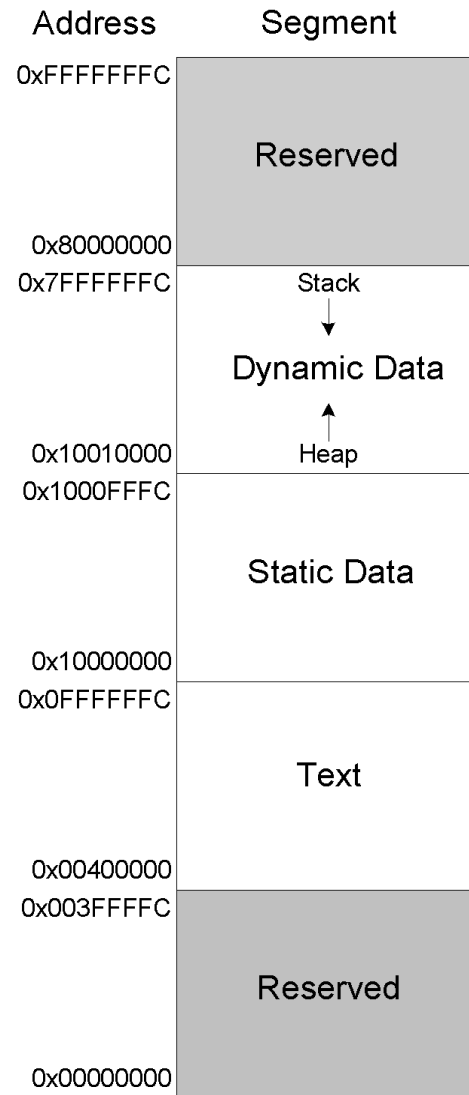 Address Segment
0xFFFFFFFC
Reserved
0x80000000
0x7FFFFFFC Stack
Dynamic Data
0x10010000 Heap
0x1000FFFC
Static Data
0x10000000
0x0FFFFFFC
Text
0x00400000
0x003FFFFC
Reserved
0x00000000